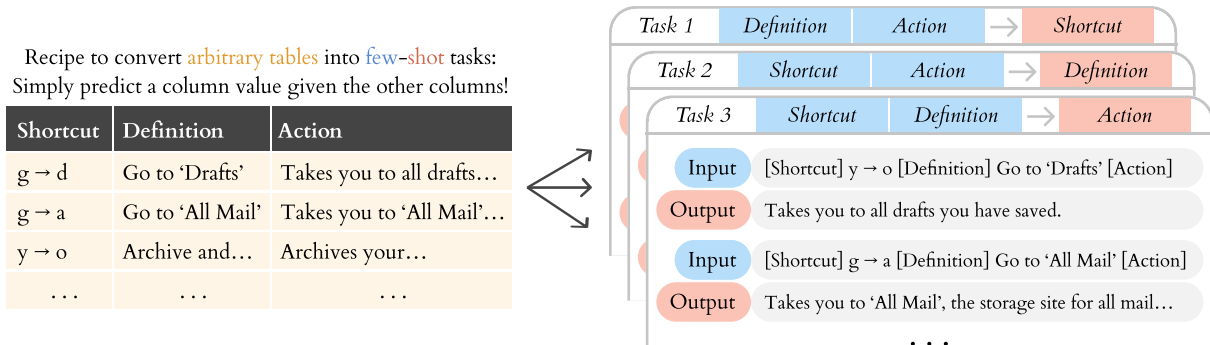 Recipe to convert arbitrary tables into few-shot tasks:
Simply predict a column value given the other columns!
Shortcut Definition Action
g → d Go to ‘Drafts’ Takes you to all drafts…
g → a Go to ‘All Mail’ Takes you to ‘All Mail’…
y → o Archive and… Archives your…
... ... ...
Task 1 Definition Action → Shortcut
Task 2 Shortcut Action → Definition
Task 3 Shortcut Definition → Action
Input [Shortcut] y → o [Definition] Go to ‘Drafts’ [Action]
Output Takes you to all drafts you have saved.
Input [Shortcut] g → a [Definition] Go to ‘All Mail’ [Action]
Output Takes you to ‘All Mail’, the storage site for all mail…
...